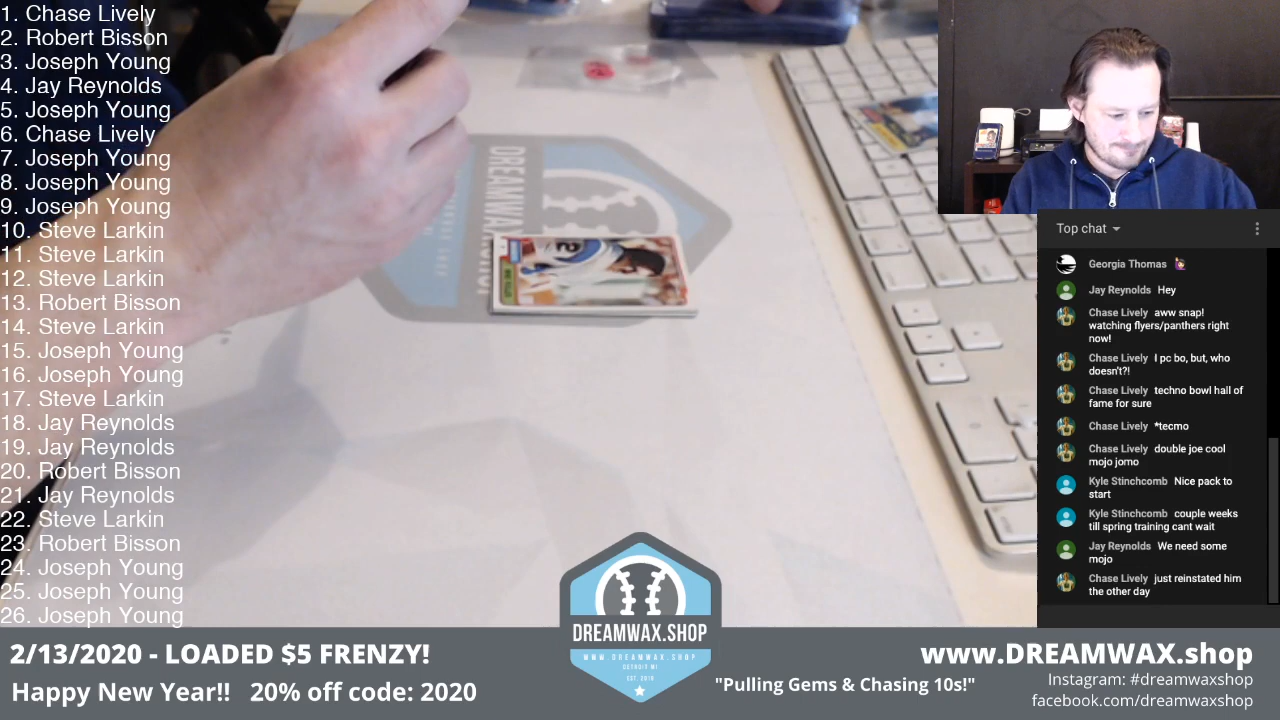 1. Chase Lively
2. Robert Bisson
3. Joseph Young
4. Jay Reynolds
5. Joseph Young
6. Chase Lively
7. Joseph Young
8. Joseph Young
9. Joseph Young
10. Steve Larkin
11. Steve Larkin
12. Steve Larkin
13. Robert Bisson
14. Steve Larkin
15. Joseph Young
16. Joseph Young
17. Steve Larkin
18. Jay Reynolds
19. Jay Reynolds
20. Robert Bisson
21. Jay Reynolds
22. Steve Larkin
23. Robert Bisson
24. Joseph Young
25. Joseph Young
26. Joseph Young
DREAMWAX
Top chat
Georgia Thomas
Jay Reynolds Hey
Chase Lively aww snap!
watching flyers/panthers right
now!
Chase Lively I pc bo, but, who
doesn't?!
Chase Lively techno bowl hall of
fame for sure
Chase Lively *tecmo
Chase Lively double joe cool
mojo jomo
Kyle Stinchcomb Nice pack to
start
Kyle Stinchcomb couple weeks
till spring training cant wait
Jay Reynolds We need some
mojo
Chase Lively just reinstated him
the other day
2/13/2020 - LOADED $5 FRENZY!
Happy New Year!! 20% off code: 2020
DREAMWAX.SHOP
WWW.DREAMWAX.SHOP
DETROIT MI
EST. 2018
www.DREAMWAX.shop
"Pulling Gems & Chasing 10s!"
Instagram: #dreamwaxshop
facebook.com/dreamwaxshop